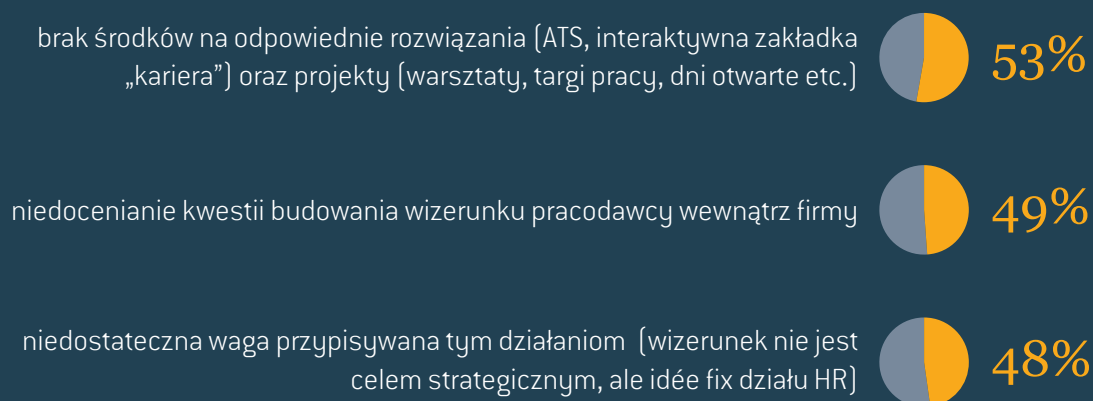 brak środków na odpowiednie rozwiązania (ATS, interaktywna zakładka
„kariera”) oraz projekty (warsztaty, targi pracy, dni otwarte etc.)
53%
niedocenianie kwestii budowania wizerunku pracodawcy wewnątrz firmy
49%
niedostateczna waga przypisywana tym działaniom (wizerunek nie jest
celem strategicznym, ale idée fix działu HR)
48%